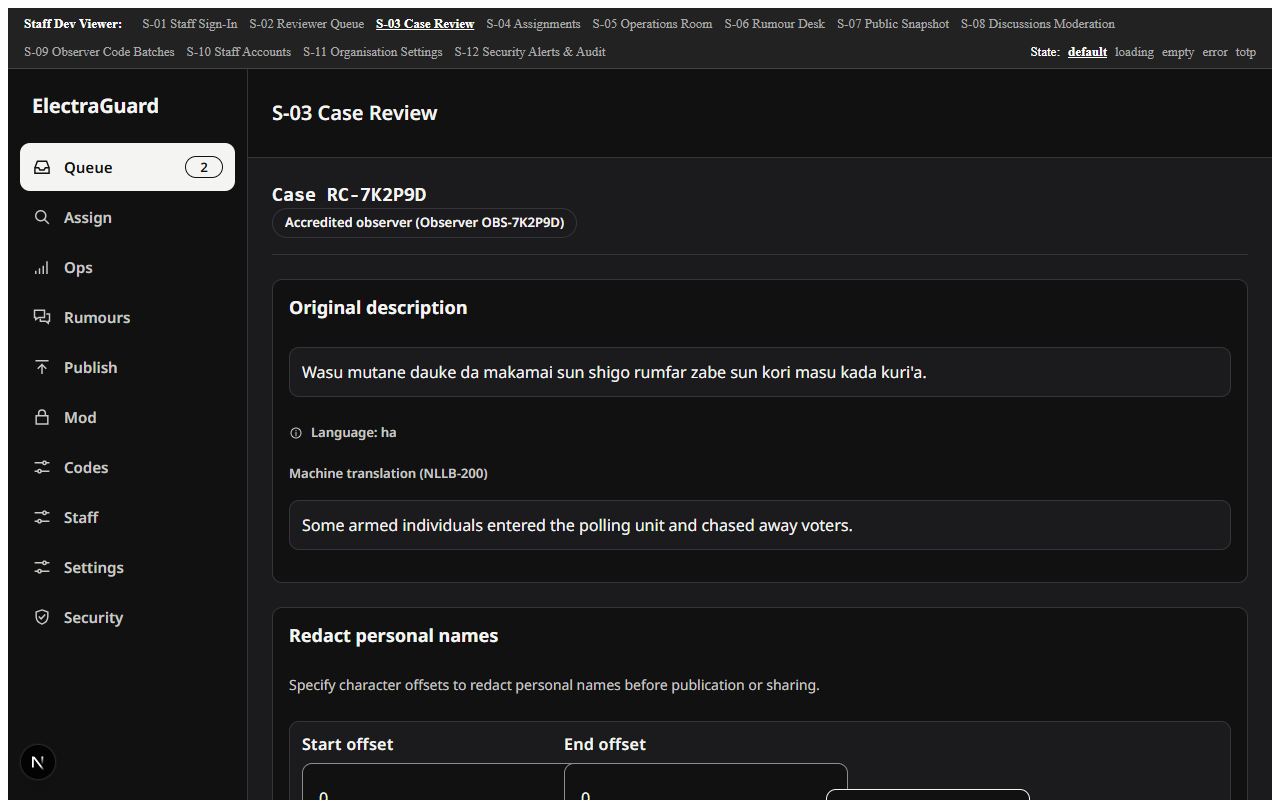 Staff Dev Viewer: S-01 Staff Sign-In S-02 Reviewer Queue S-03 Case Review S-04 Assignments S-05 Operations Room S-06 Rumour Desk S-07 Public Snapshot S-08 Discussions Moderation
S-09 Observer Code Batches S-10 Staff Accounts S-11 Organisation Settings S-12 Security Alerts & Audit State: default loading empty error totp
ElectraGuard
Queue 2
Assign
Ops
Rumours
Publish
Mod
Codes
Staff
Settings
Security
N
S-03 Case Review
Case RC-7K2P9D
Accredited observer (Observer OBS-7K2P9D)
Original description
Wasu mutane dauke da makamai sun shigo rumfar zabe sun kori masu kada kuri'a.
Language: ha
Machine translation (NLLB-200)
Some armed individuals entered the polling unit and chased away voters.
Redact personal names
Specify character offsets to redact personal names before publication or sharing.
Start offset End offset
0 0